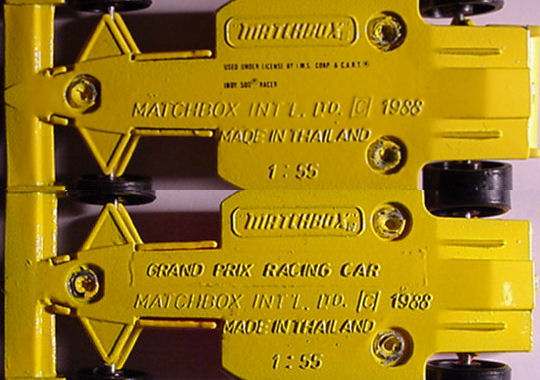 MATCHBOX
USED UNDER LICENSE BY I.M.S. CORP. & C.A.R.T.®
INDY 500® RACER
MATCHBOX INT'L. LTD. [C] 1988
MADE IN THAILAND
1:55
MATCHBOX
GRAND PRIX RACING CAR
MATCHBOX INT'L. LTD. [C] 1988
MADE IN THAILAND
1:55